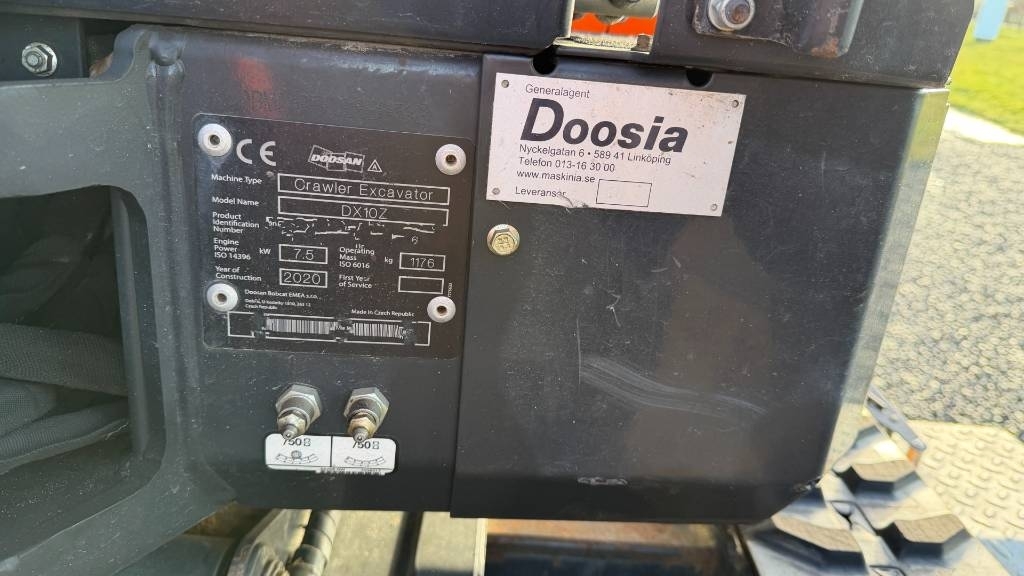 Generalagent
Doosia
Nyckelgatan 6 • 589 41 Linköping
Telefon 013-16 30 00
www.maskinia.se
Leveransår
CE
DOOSAN
Machine Type Crawler Excavator
Model Name DX10Z
Product
Identification
Number
Engine
Power
ISO 14396 kW 7.5
Operating
Mass
ISO 6016 kg 1176
Year of
Construction 2020
First Year
of Service
Doosan Bobcat EMEA s.r.o.
Czech Republic
Made in Czech Republic